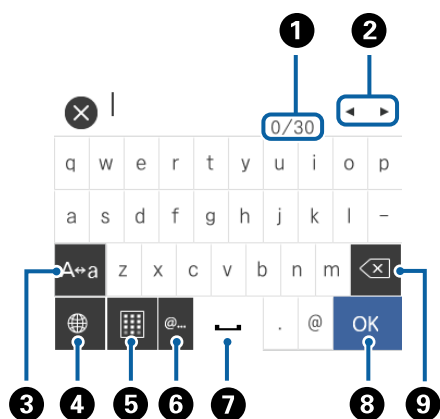 1 2
0/30 ◂ ▸
q w e r t y u i o p
a s d f g h j k l -
A↔a z x c v b n m
@... . @ OK
3 4 5 6 7 8 9